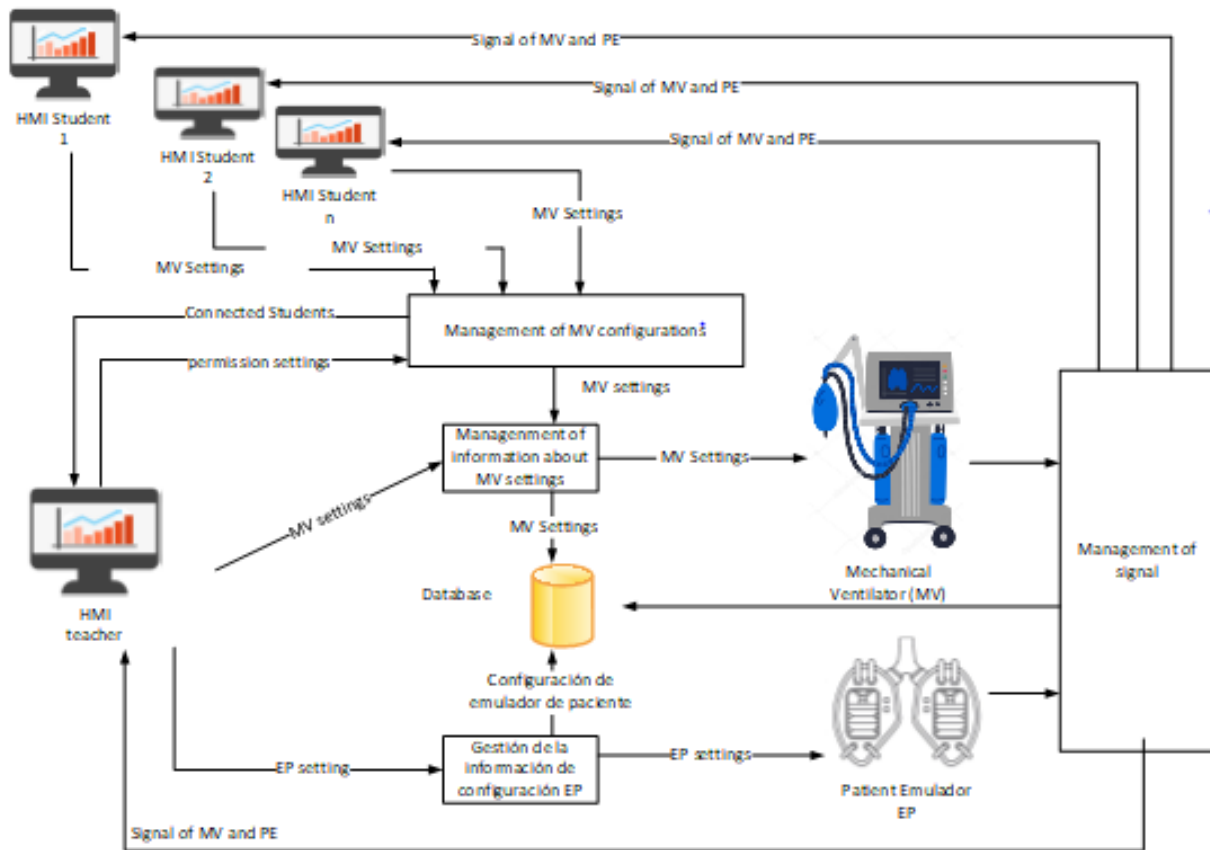 Signal of MV and PE
HMI Student
1
Signal of MV and PE
HMI Student
2
Signal of MV and PE
HMI Student
n
MV Settings
MV Settings
MV Settings
Connected Students
Management of MV configurations
permission settings
MV settings
Managenment of
information about
MV settings
MV Settings
MV settings
MV Settings
HMI
teacher
Database
Mechanical
Ventilator (MV)
Management of
signal
Configuración de
emulador de paciente
EP setting
Gestión de la
información de
configuración EP
EP settings
Patient Emulador
EP
Signal of MV and PE